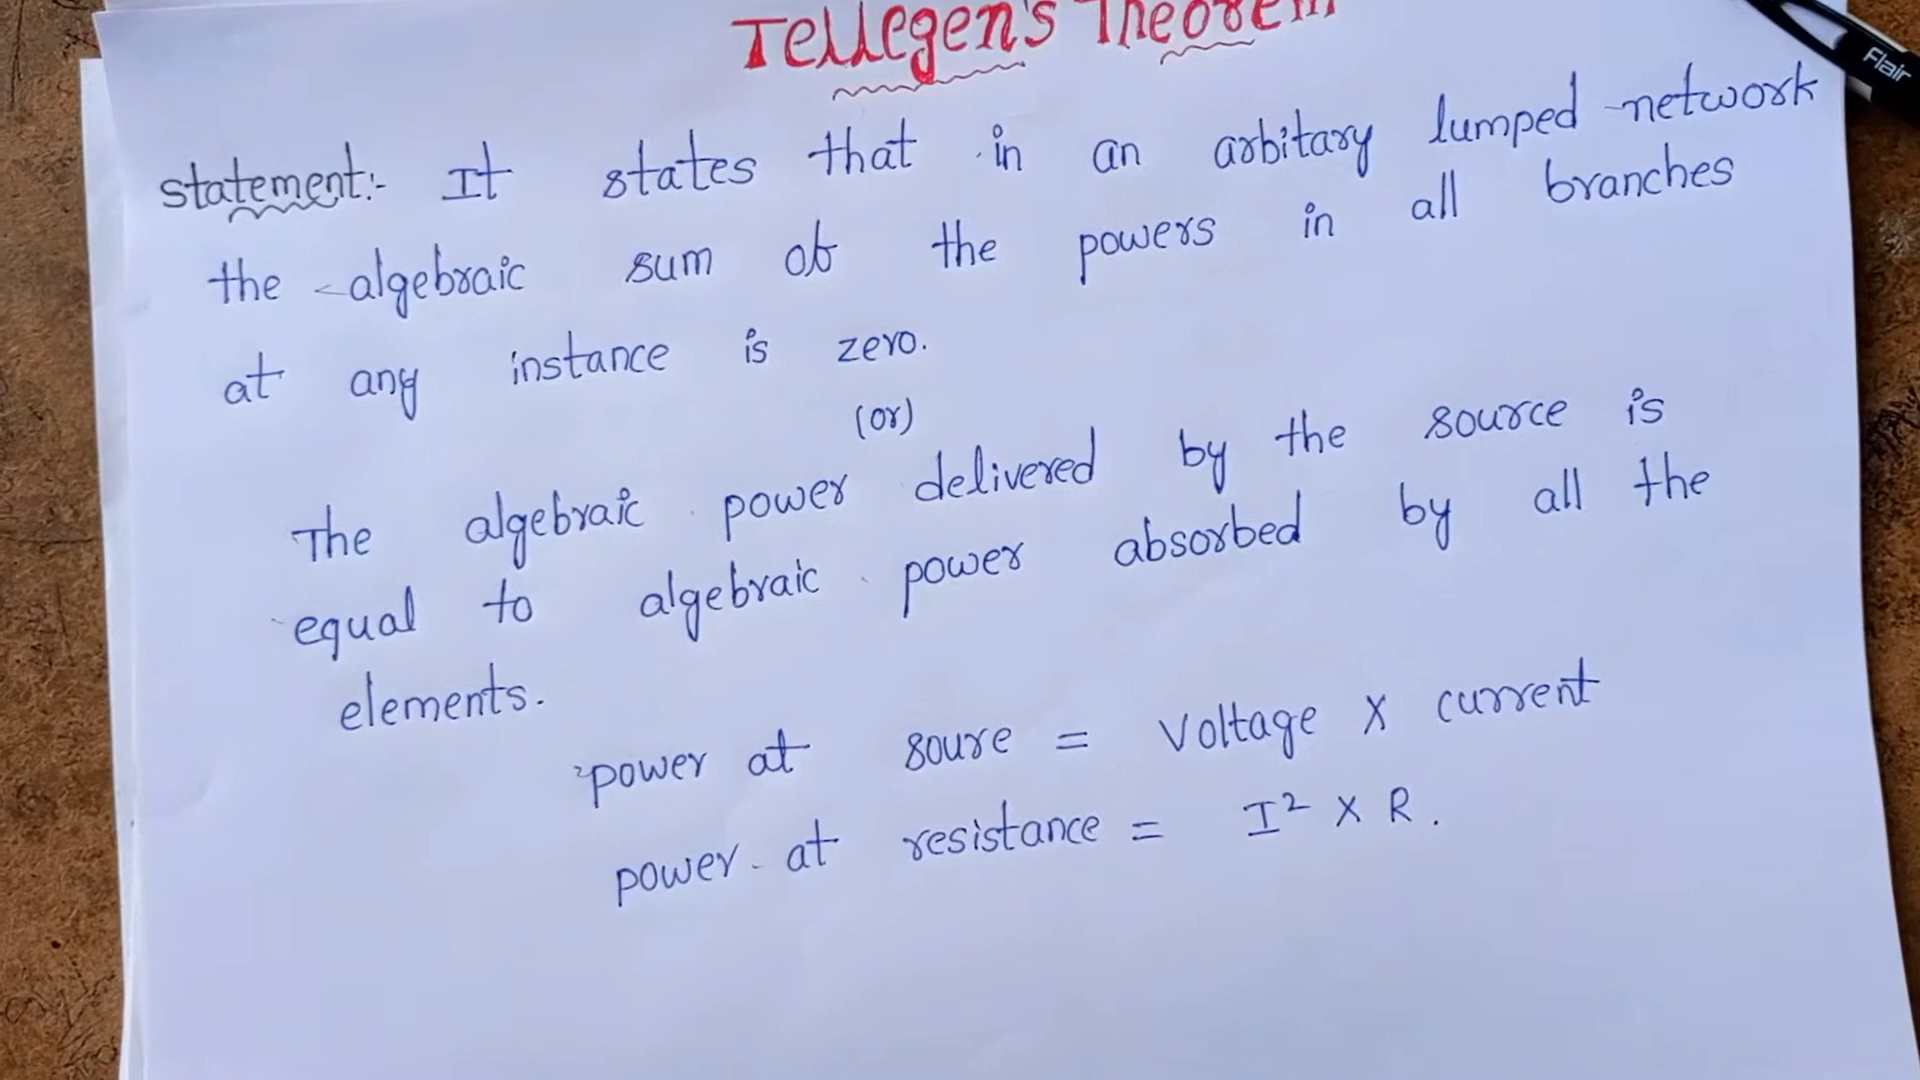 Tellegen's Theorem
statement:- It states that in an arbitary lumped network
the algebraic sum of the powers in all branches
at any instance is zero.
(or)
The algebraic power delivered by the source is
equal to algebraic power absorbed by all the
elements.
power at soure = Voltage X current
power at resistance = I² X R.
Flair